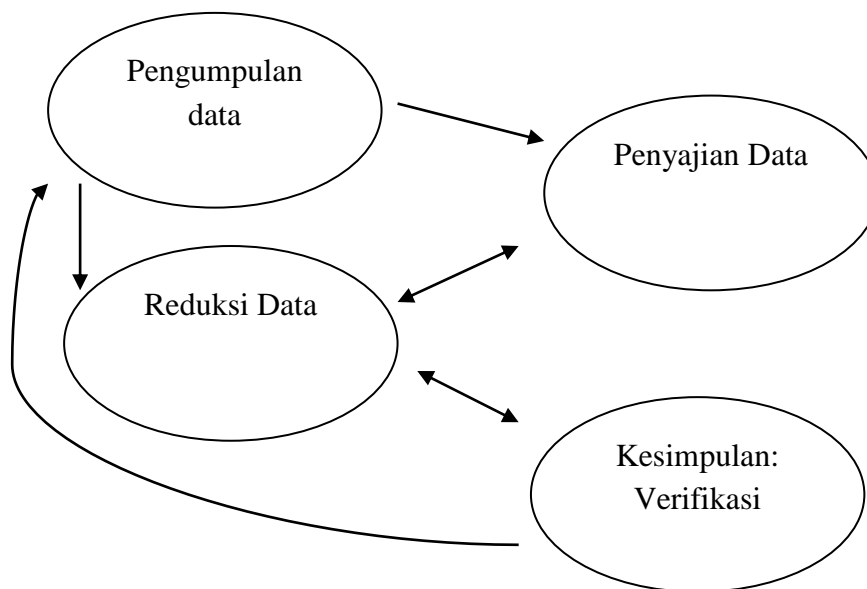 Pengumpulan
data
Penyajian Data
Reduksi Data
Kesimpulan:
Verifikasi